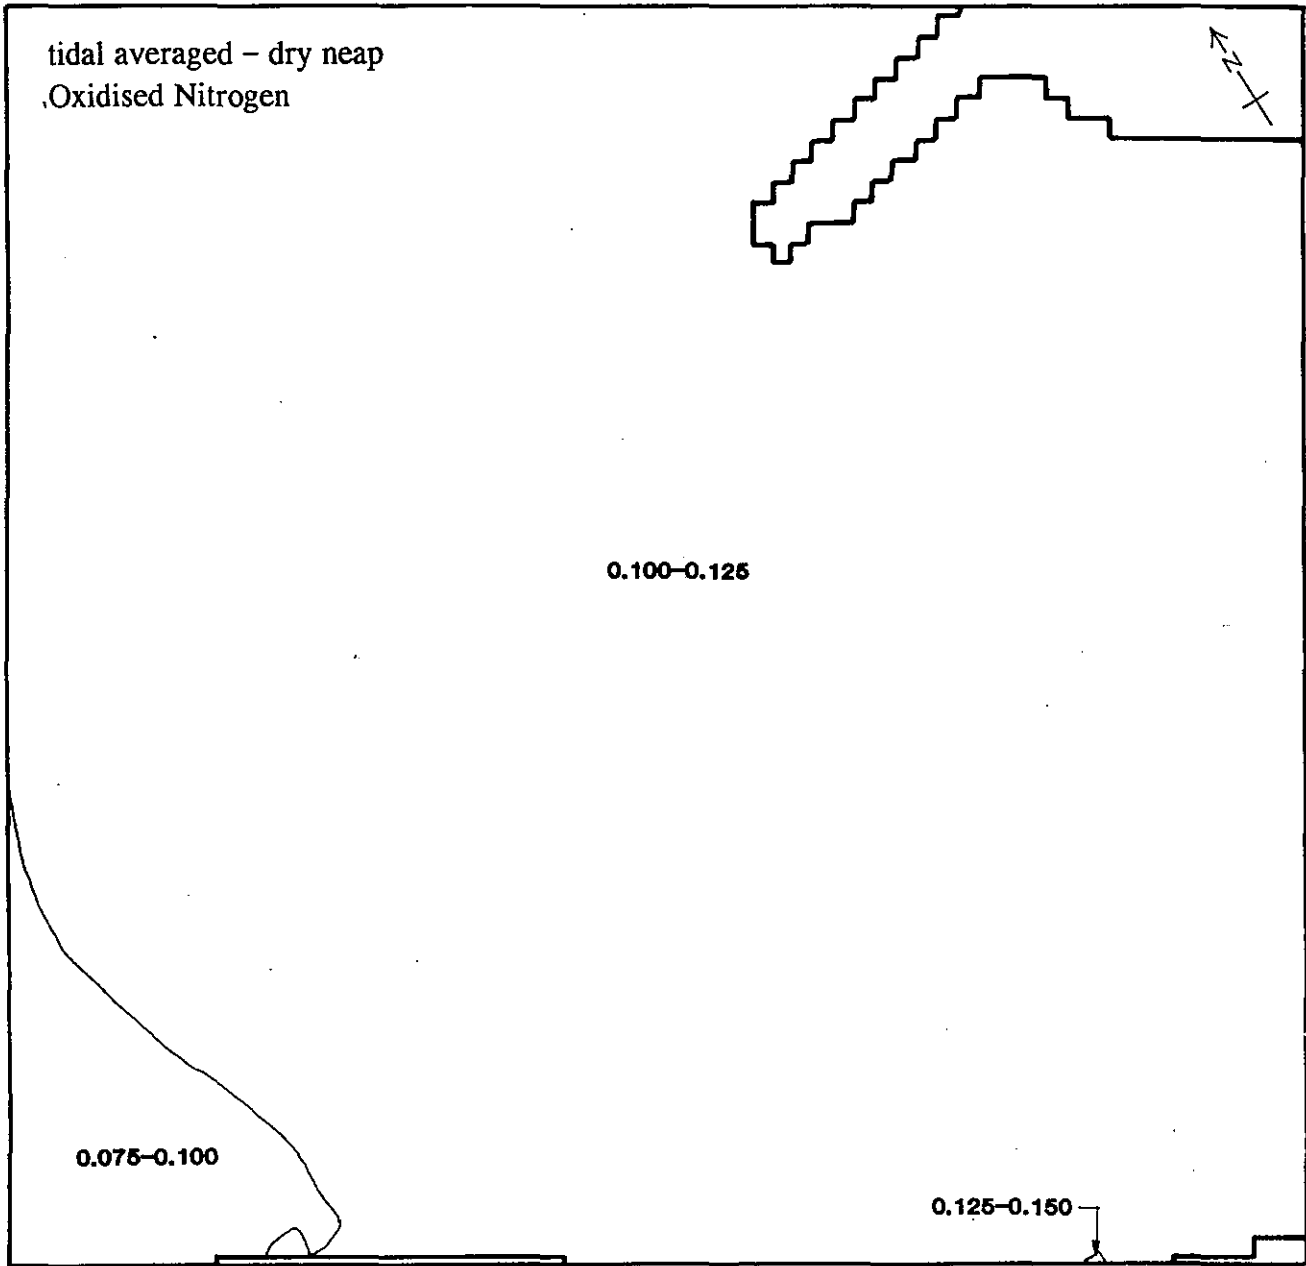 tidal averaged – dry neap
Oxidised Nitrogen
N
0.100–0.125
0.075–0.100
0.125–0.150